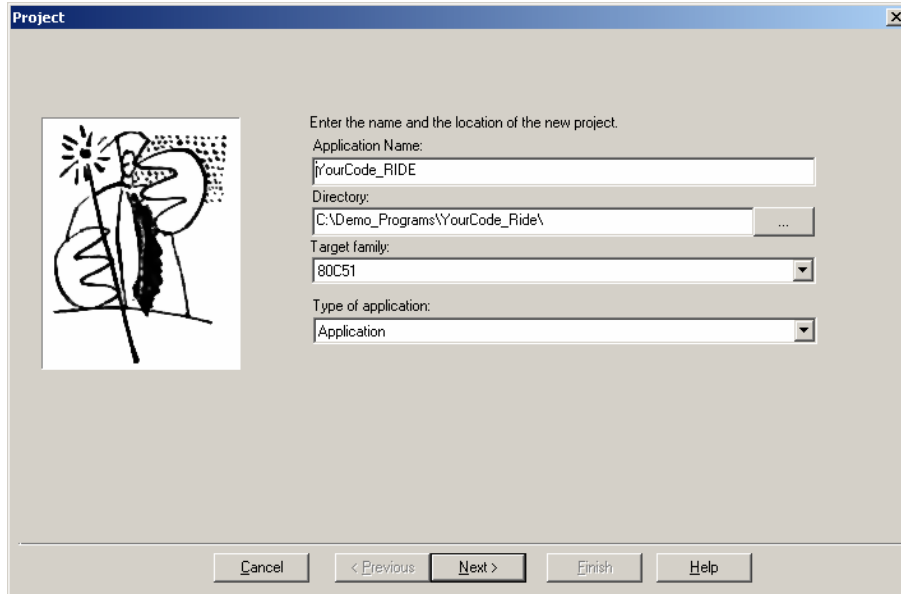 Project
Enter the name and the location of the new project.
Application Name:
YourCode_RIDE
Directory:
C:\Demo_Programs\YourCode_Ride\
...
Target family:
80C51
Type of application:
Application
Cancel
< Previous
Next >
Finish
Help